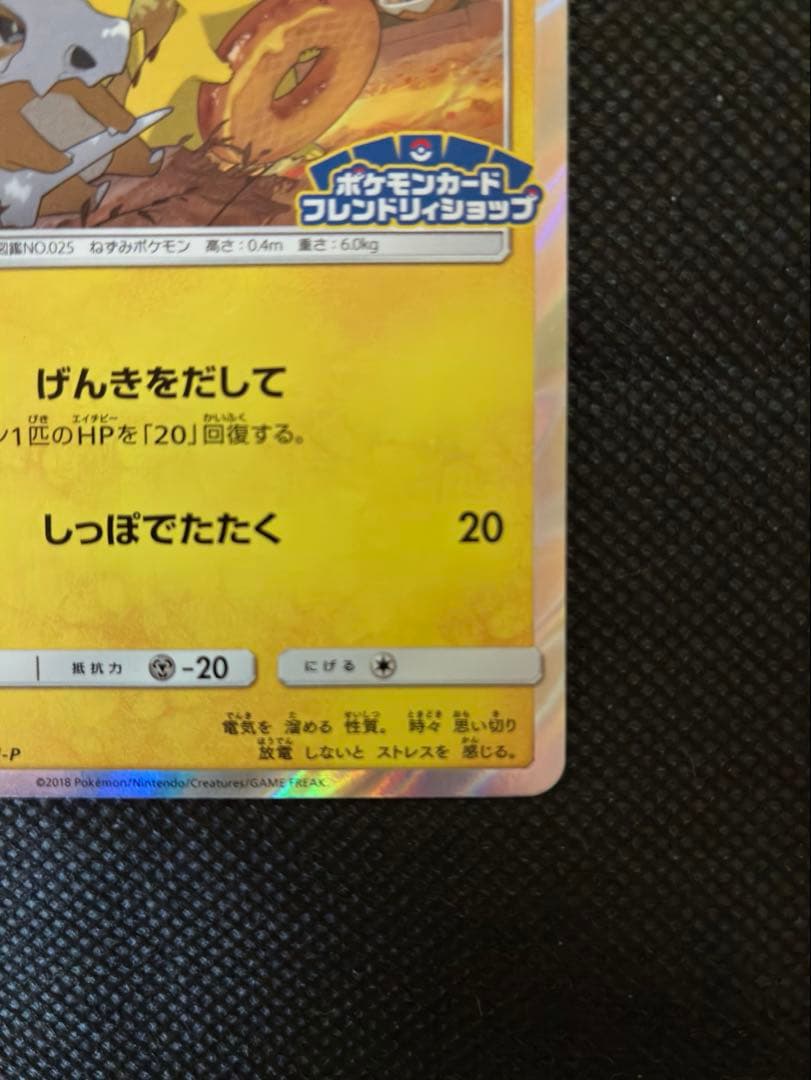 ポケモンカード
フレンドリィショップ
図鑑NO.025 ねずみポケモン 高さ:0.4m 重さ:6.0kg
げんきをだして
ン1匹のHPを「20」回復する。
しっぽでたたく 20
抵抗力 -20 にげる
電気を 溜める 性質。 時々 思い切り
放電 しないと ストレスを 感じる。
-P
©2018 Pokémon/Nintendo/Creatures/GAME FREAK.